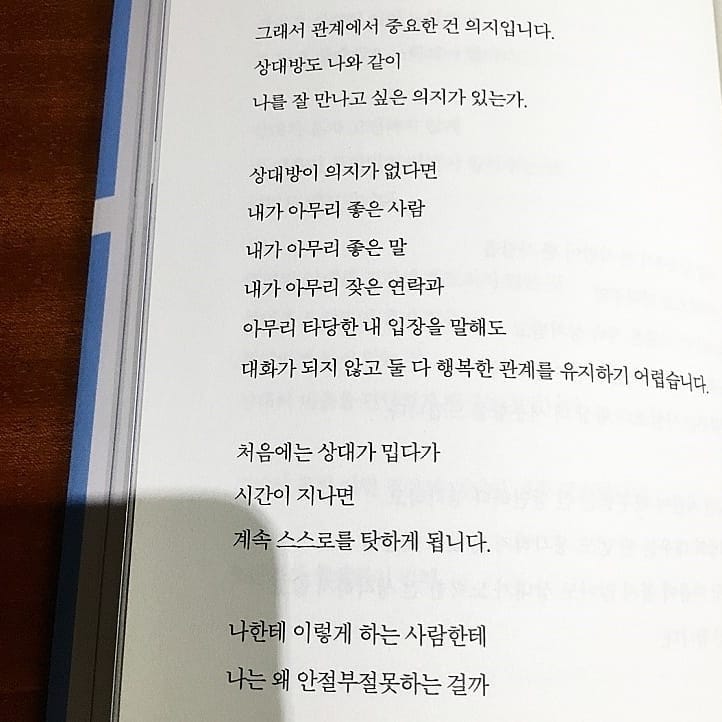 그래서 관계에서 중요한 건 의지입니다.
상대방도 나와 같이
나를 잘 만나고 싶은 의지가 있는가.
상대방이 의지가 없다면
내가 아무리 좋은 사람
내가 아무리 좋은 말
내가 아무리 잦은 연락과
아무리 타당한 내 입장을 말해도
대화가 되지 않고 둘 다 행복한 관계를 유지하기 어렵습니다.
처음에는 상대가 밉다가
시간이 지나면
계속 스스로를 탓하게 됩니다.
나한테 이렇게 하는 사람한테
나는 왜 안절부절못하는 걸까